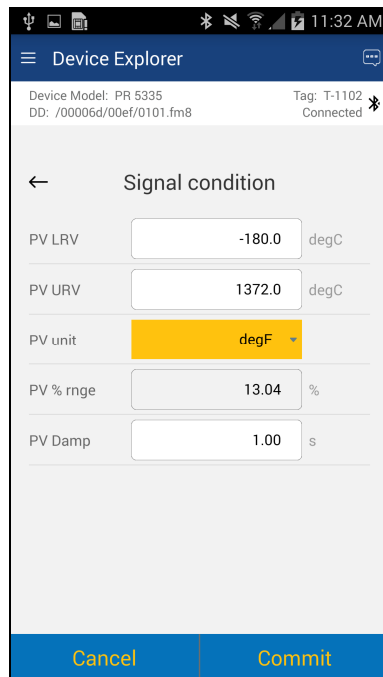 11:32 AM
Device Explorer
Device Model: PR 5335
Tag: T-1102
DD: /00006d/00ef/0101.fm8
Connected
Signal condition
PV LRV -180.0 degC
PV URV 1372.0 degC
PV unit degF
PV % rnge 13.04 %
PV Damp 1.00 s
Cancel Commit